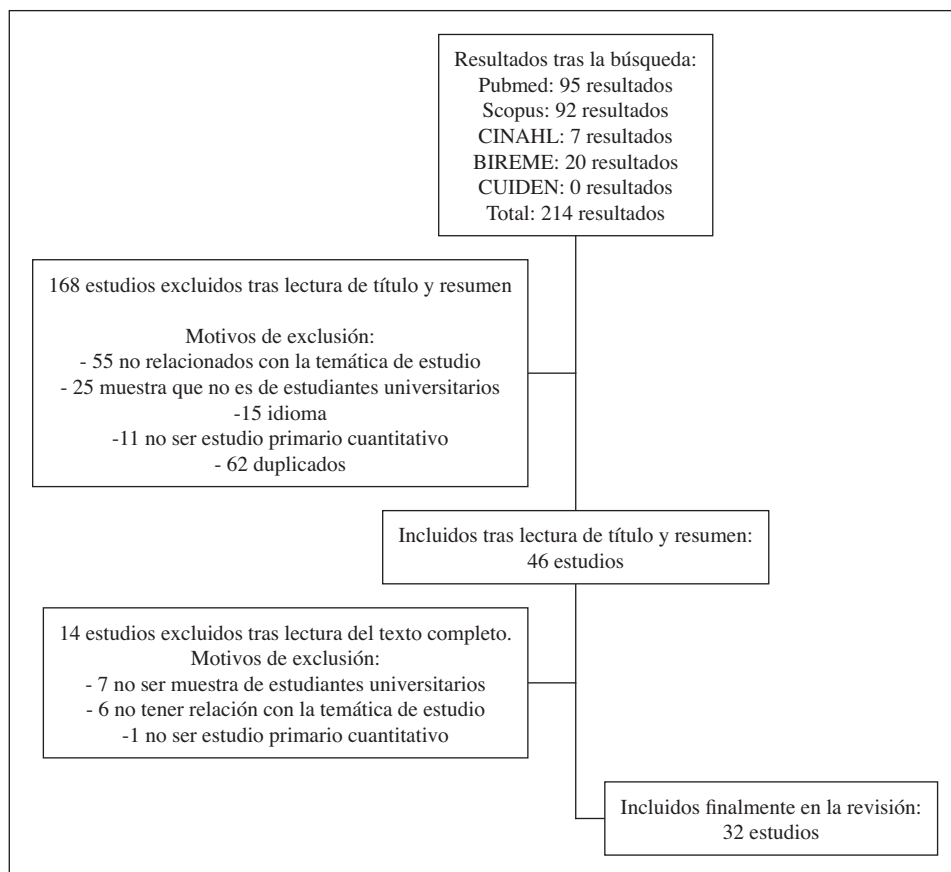 Resultados tras la búsqueda:
Pubmed: 95 resultados
Scopus: 92 resultados
CINAHL: 7 resultados
BIREME: 20 resultados
CUIDEN: 0 resultados
Total: 214 resultados
168 estudios excluidos tras lectura de título y resumen
Motivos de exclusión:
- 55 no relacionados con la temática de estudio
- 25 muestra que no es de estudiantes universitarios
-15 idioma
-11 no ser estudio primario cuantitativo
- 62 duplicados
Incluidos tras lectura de título y resumen:
46 estudios
14 estudios excluidos tras lectura del texto completo.
Motivos de exclusión:
- 7 no ser muestra de estudiantes universitarios
- 6 no tener relación con la temática de estudio
-1 no ser estudio primario cuantitativo
Incluidos finalmente en la revisión:
32 estudios